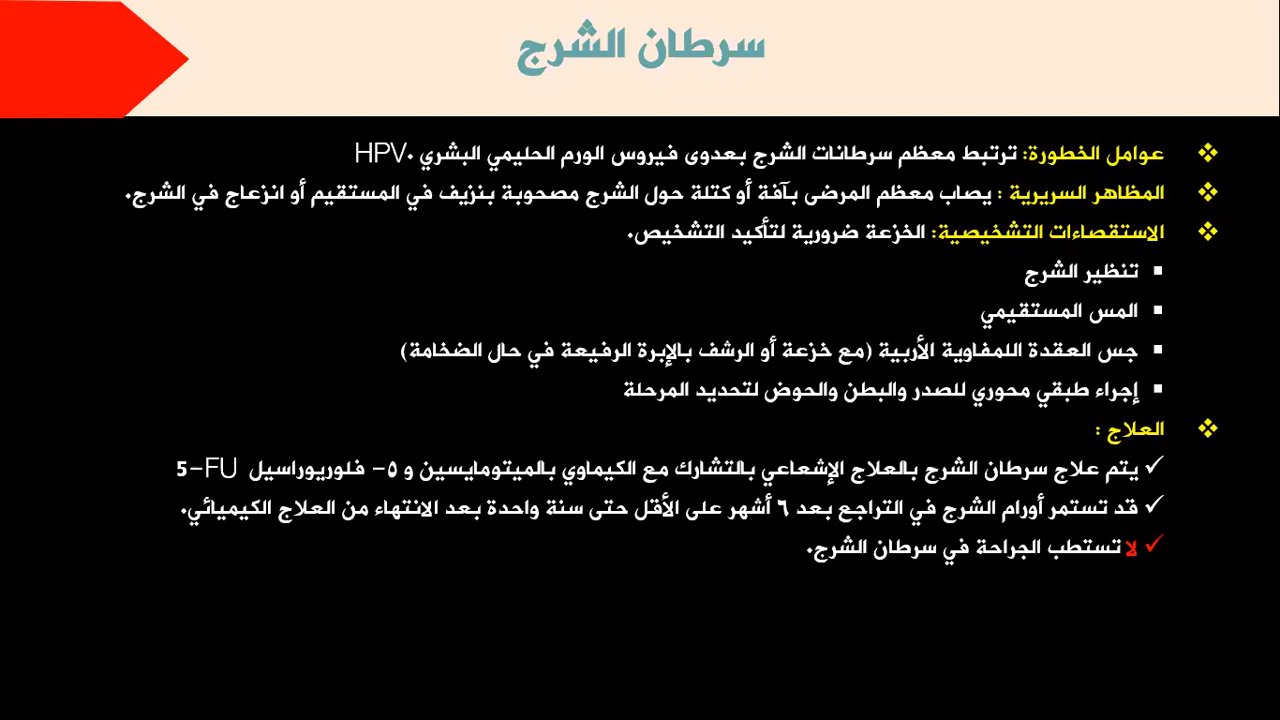 سرطان الشرج
❖ عوامل الخطورة: ترتبط معظم سرطانات الشرج بعدوى فيروس الورم الحليمي البشري HPV.
❖ المظاهر السريرية : يصاب معظم المرضى بآفة أو كتلة حول الشرج مصحوبة بنزيف في المستقيم أو انزعاج في الشرج.
❖ الاستقصاءات التشخيصية: الخزعة ضرورية لتأكيد التشخيص.
▪ تنظير الشرج
▪ المس المستقيمي
▪ جس العقدة اللمفاوية الأربية (مع خزعة أو الرشف بالإبرة الرفيعة في حال الضخامة)
▪ إجراء طبقي محوري للصدر والبطن والحوض لتحديد المرحلة
❖ العلاج :
✓ يتم علاج سرطان الشرج بالعلاج الإشعاعي بالتشارك مع الكيماوي بالميتومايسين و ٥- فلوريوراسيل 5-FU
✓ قد تستمر أورام الشرج في التراجع بعد ٦ أشهر على الأقل حتى سنة واحدة بعد الانتهاء من العلاج الكيميائي.
✓ لا تستطب الجراحة في سرطان الشرج.